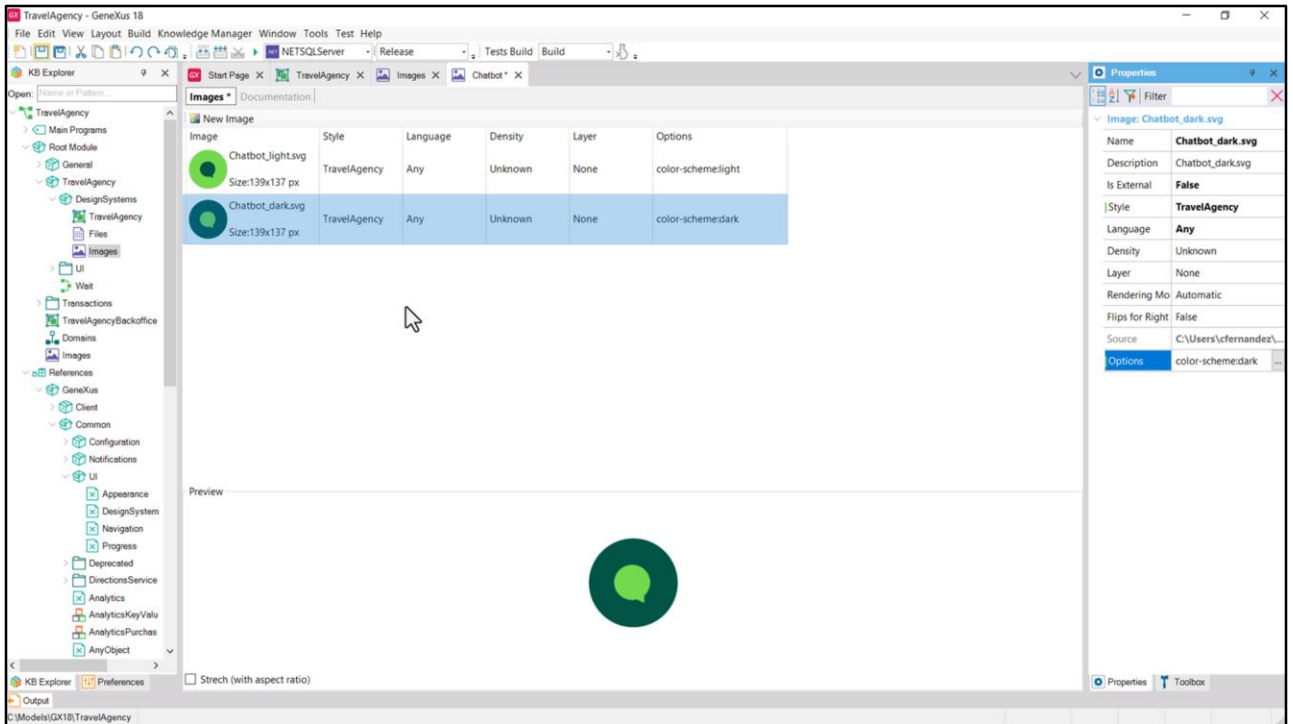 TravelAgency - GeneXus 18
File Edit View Layout Build Knowledge Manager Window Tools Test Help
NETSQLServer Release Tests Build Build
KB Explorer
Open: Name or Pattern...
TravelAgency
Main Programs
Root Module
General
TravelAgency
DesignSystems
TravelAgency
Files
Images
UI
Wait
Transactions
TravelAgencyBackoffice
Domains
Images
References
GeneXus
Client
Common
Configuration
Notifications
UI
Appearance
DesignSystem
Navigation
Progress
Deprecated
DirectionsService
Analytics
AnalyticsKeyValu
AnalyticsPurchas
AnyObject
KB Explorer Preferences
Output
C:\Models\GX18\TravelAgency
Start Page X TravelAgency X Images X Chatbot * X
Images * Documentation
New Image
Image Style Language Density Layer Options
Chatbot_light.svg
Size:139x137 px
TravelAgency Any Unknown None color-scheme:light
Chatbot_dark.svg
Size:139x137 px
TravelAgency Any Unknown None color-scheme:dark
Preview
Strech (with aspect ratio)
Properties
Filter
Image: Chatbot_dark.svg
Name Chatbot_dark.svg
Description Chatbot_dark.svg
Is External False
Style TravelAgency
Language Any
Density Unknown
Layer None
Rendering Mo Automatic
Flips for Right False
Source C:\Users\cfernandez\...
Options color-scheme:dark ...
Properties Toolbox